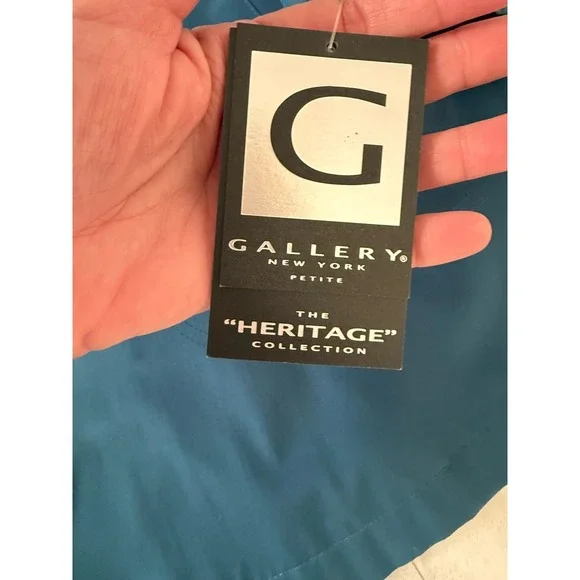 G
GALLERY®
NEW YORK
PETITE
THE
"HERITAGE"
COLLECTION